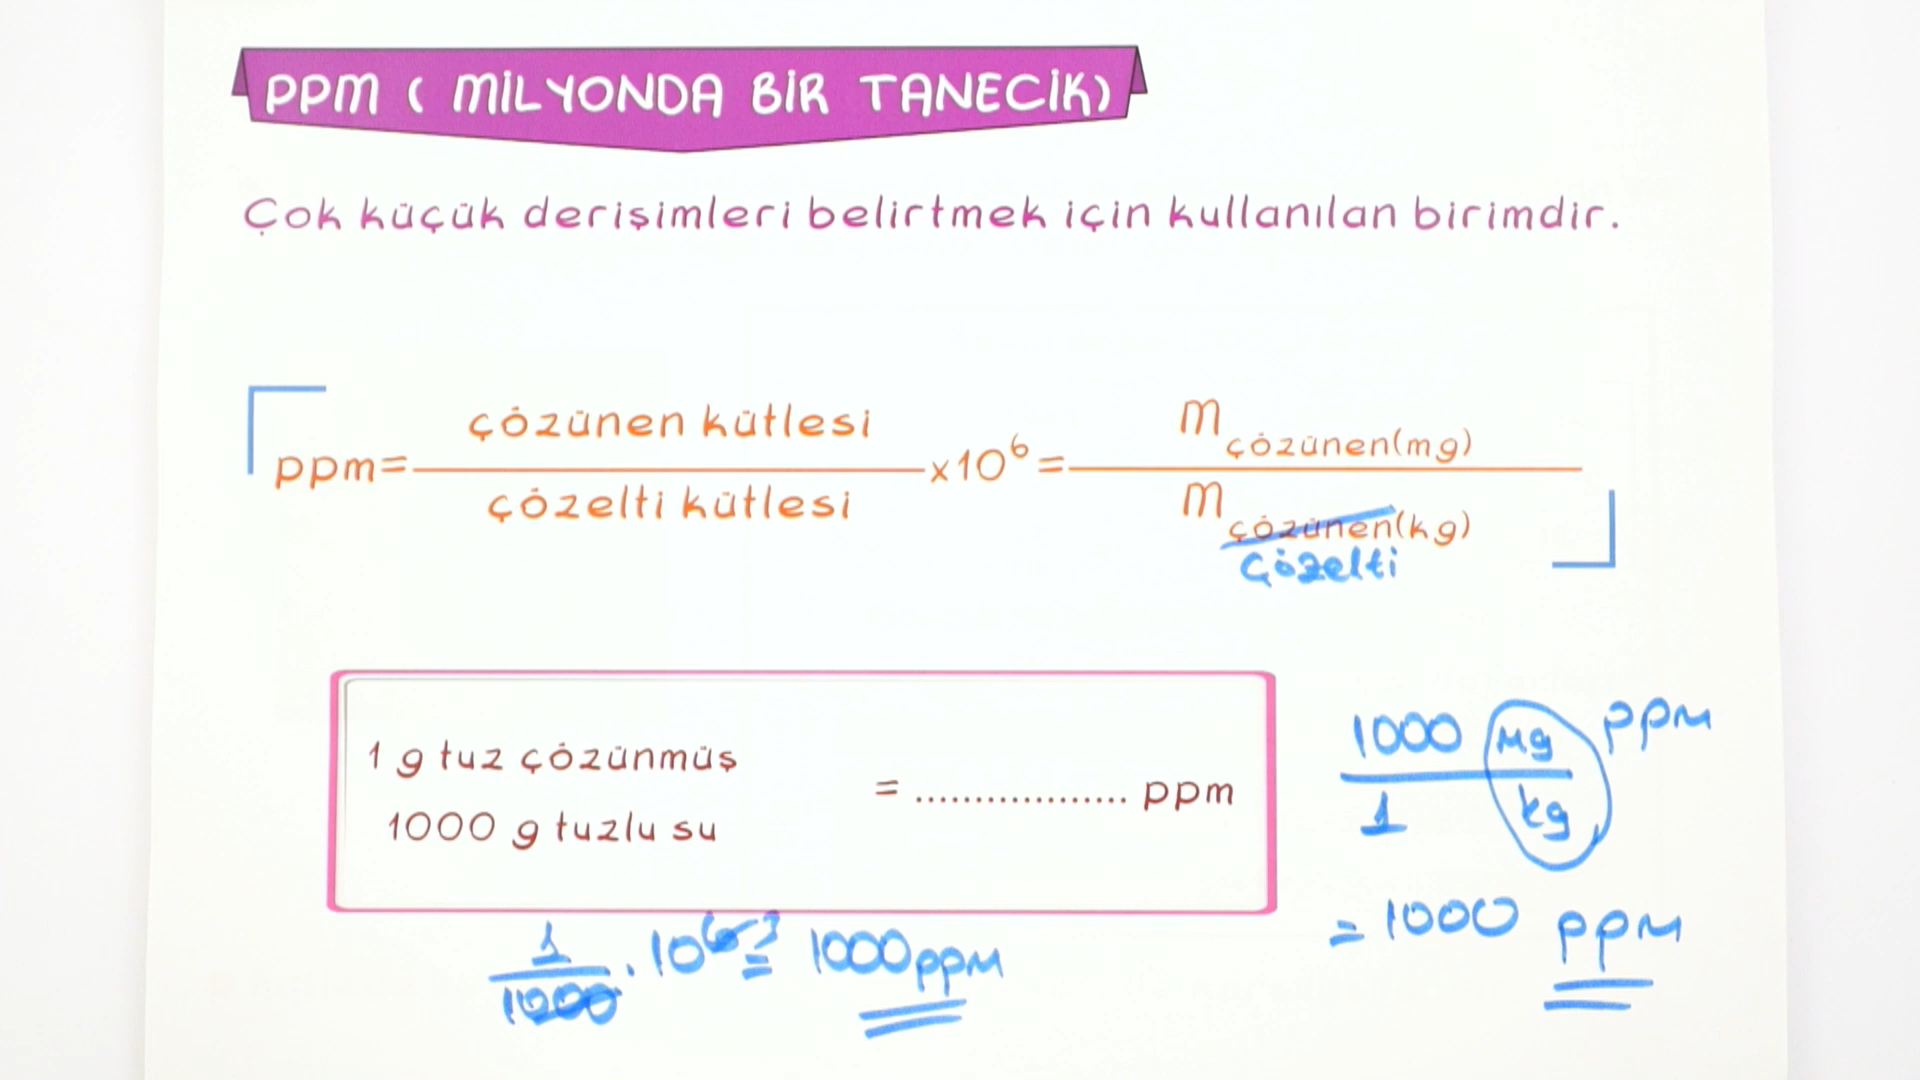 PPM ( MİLYONDA BİR TANECİK)
Çok küçük derişimleri belirtmek için kullanılan birimdir.
ppm= çözünen kütlesi / çözelti kütlesi x10⁶ = m çözünen(mg) / m çözünen(kg)
Çözelti
1 g tuz çözünmüş
1000 g tuzlu su
= .................. ppm
1000 mg / 1 kg ppm
= 1000 ppm
1 / 1000 . 10⁶ = 1000 ppm